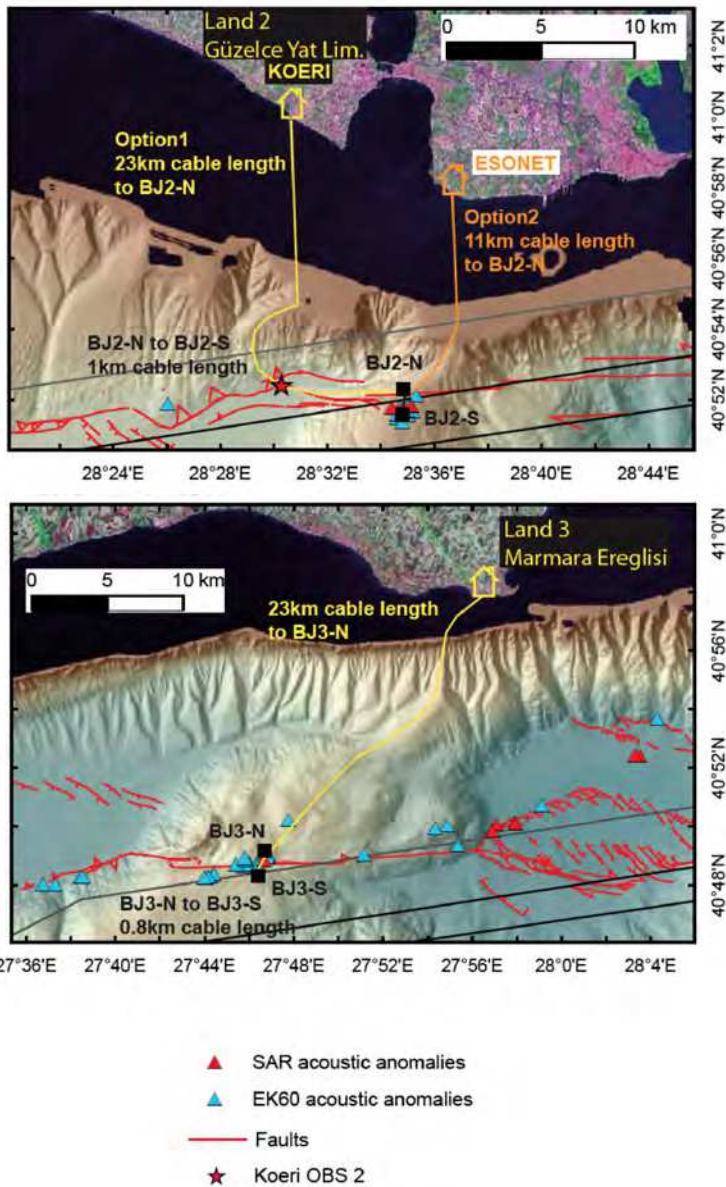 Land 2
Güzelce Yat Lim.
KOERI
0 5 10 km
Option1
23km cable length
to BJ2-N
ESONET
Option2
11km cable length
to BJ2-N
BJ2-N to BJ2-S
1km cable length
BJ2-N
BJ2-S
41°2'N
41°0'N
40°58'N
40°56'N
40°54'N
40°52'N
28°24'E 28°28'E 28°32'E 28°36'E 28°40'E 28°44'E
Land 3
Marmara Ereglisi
0 5 10 km
23km cable length
to BJ3-N
BJ3-N
BJ3-S
BJ3-N to BJ3-S
0.8km cable length
41°0'N
40°56'N
40°52'N
40°48'N
27°36'E 27°40'E 27°44'E 27°48'E 27°52'E 27°56'E 28°0'E 28°4'E
SAR acoustic anomalies
EK60 acoustic anomalies
Faults
Koeri OBS 2